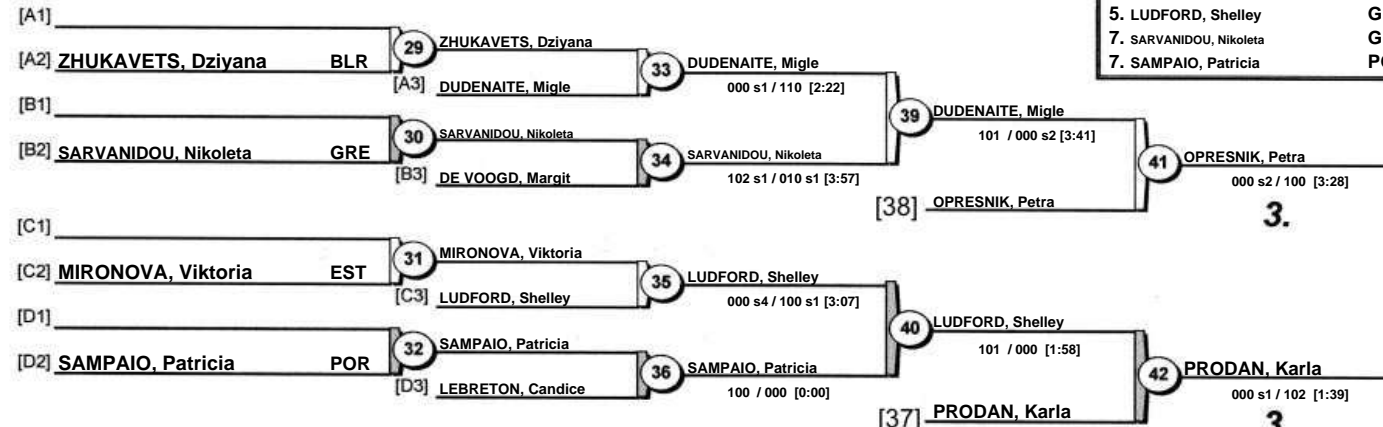 [A1]
[A2] ZHUKAVETS, Dziyana BLR
29
ZHUKAVETS, Dziyana
[A3] DUDENAITE, Migle
33
DUDENAITE, Migle
000 s1 / 110 [2:22]
[B1]
[B2] SARVANIDOU, Nikoleta GRE
30
SARVANIDOU, Nikoleta
[B3] DE VOOGD, Margit
34
SARVANIDOU, Nikoleta
102 s1 / 010 s1 [3:57]
39
DUDENAITE, Migle
101 / 000 s2 [3:41]
[38] OPRESNIK, Petra
41
OPRESNIK, Petra
000 s2 / 100 [3:28]
3.
[C1]
[C2] MIRONOVA, Viktoria EST
31
MIRONOVA, Viktoria
[C3] LUDFORD, Shelley
35
LUDFORD, Shelley
000 s4 / 100 s1 [3:07]
[D1]
[D2] SAMPAIO, Patricia POR
32
SAMPAIO, Patricia
[D3] LEBRETON, Candice
36
SAMPAIO, Patricia
100 / 000 [0:00]
40
LUDFORD, Shelley
101 / 000 [1:58]
[37] PRODAN, Karla
42
PRODAN, Karla
000 s1 / 102 [1:39]
3
5. LUDFORD, Shelley G
7. SARVANIDOU, Nikoleta G
7. SAMPAIO, Patricia PO